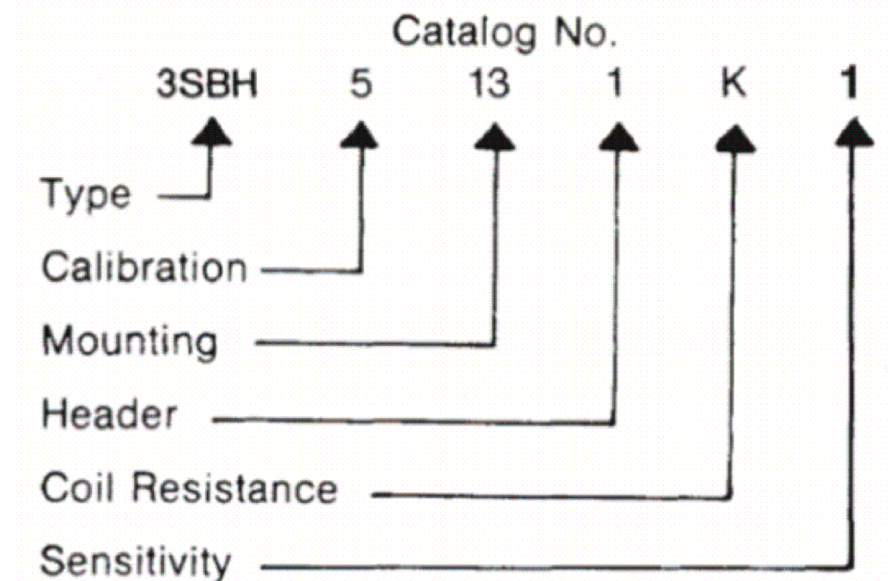 Catalog No.
3SBH 5 13 1 K 1
Type
Calibration
Mounting
Header
Coil Resistance
Sensitivity